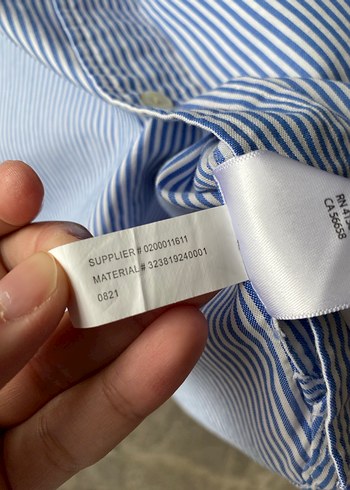 SUPPLIER# 0200011611
MATERIAL# 323819240001
0821
RN 41
CA 56658